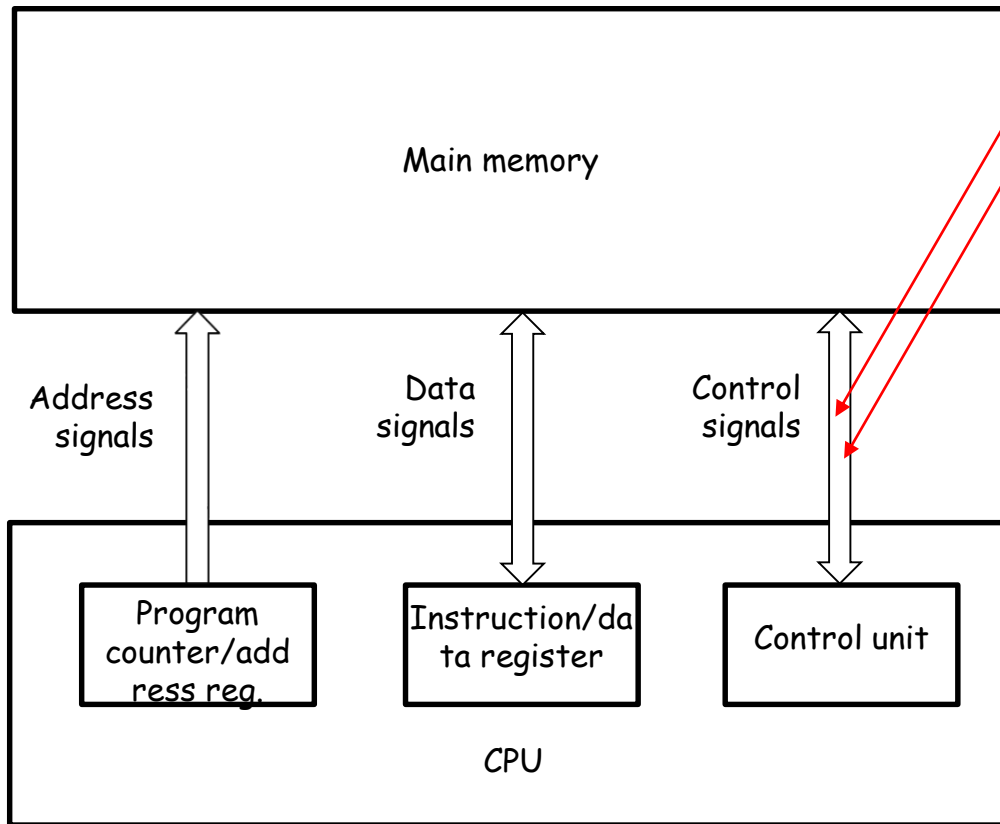 Main memory
Address
signals
Data
signals
Control
signals
Program
counter/add
ress reg.
Instruction/da
ta register
Control unit
CPU